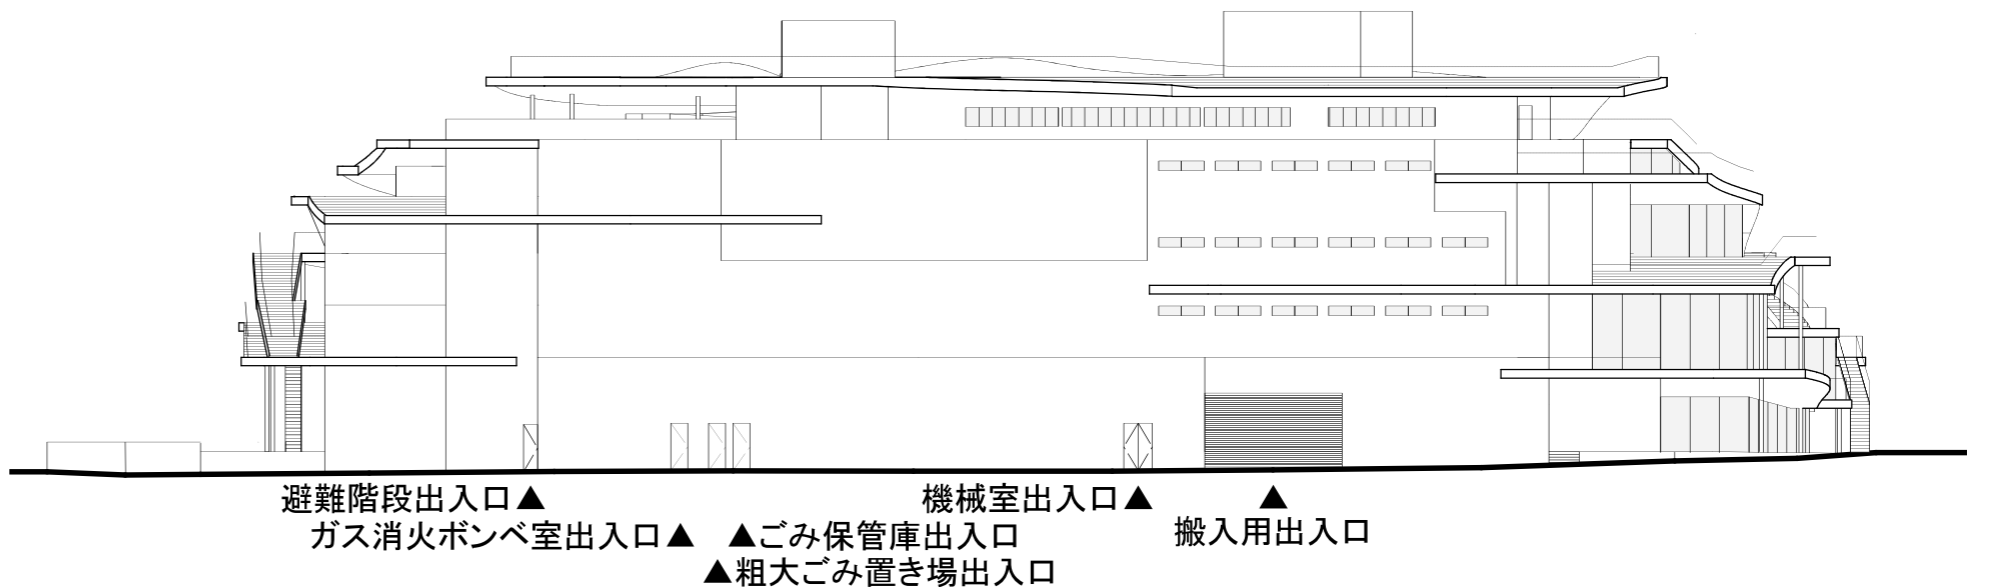 避難階段出入口▲
機械室出入口▲
▲
ガス消火ボンベ室出入口▲
▲ごみ保管庫出入口
搬入用出入口
▲粗大ごみ置き場出入口